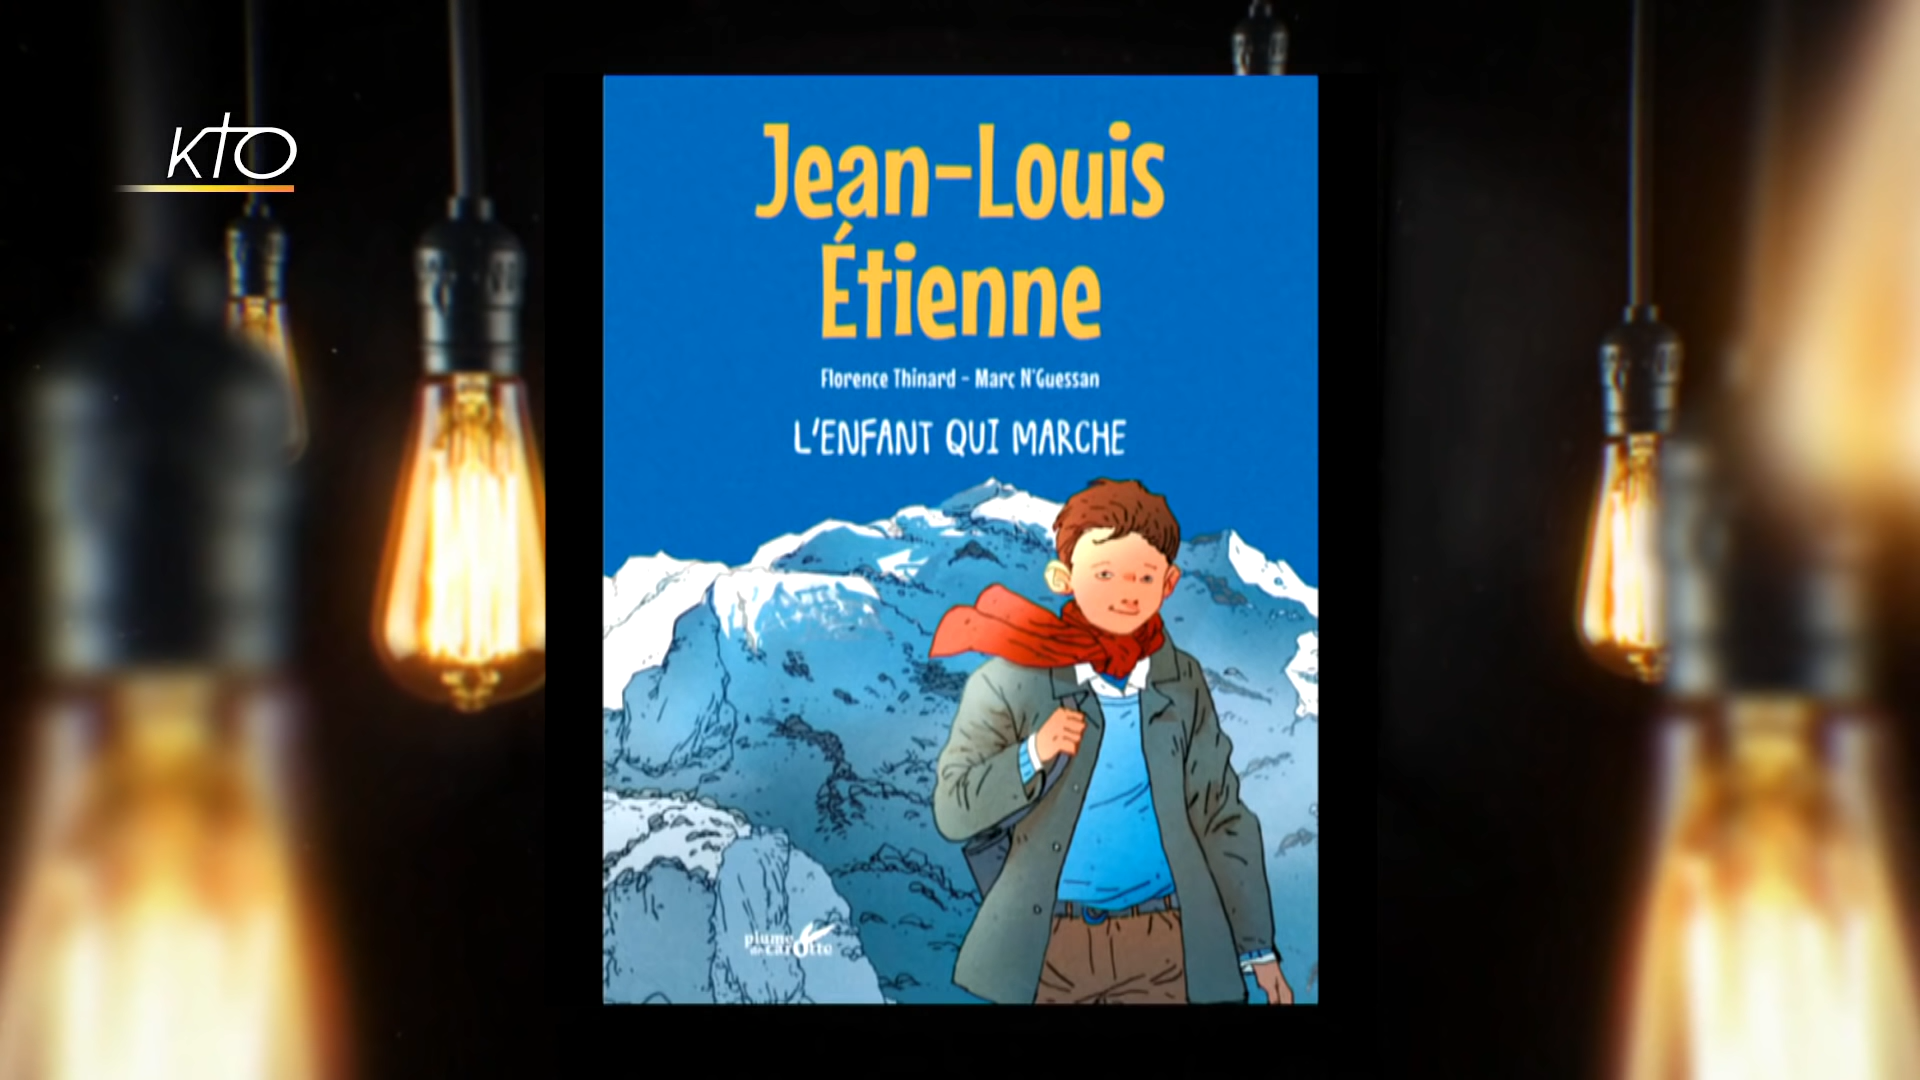 KTO
Jean-Louis
Étienne
Florence Thinard - Marc N'Guessan
L'ENFANT QUI MARCHE
plume
de carotte